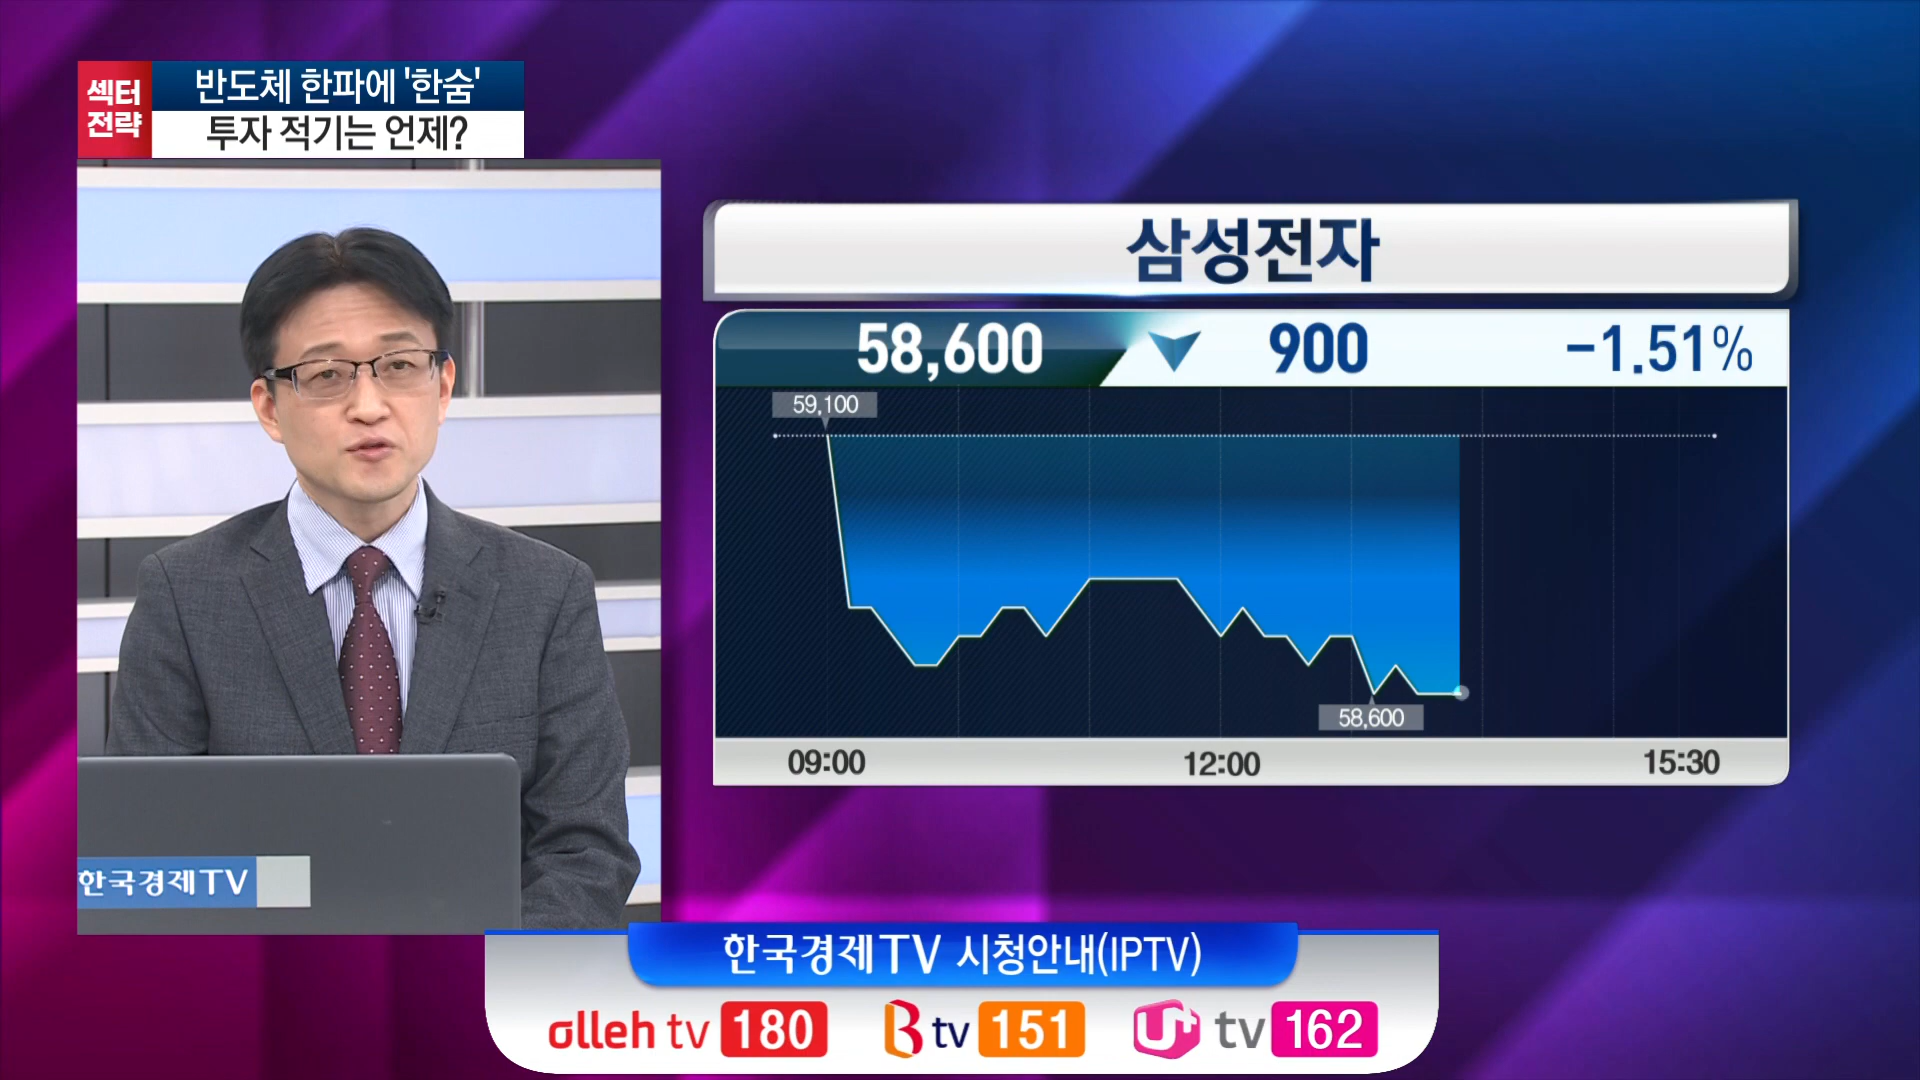 섹터
전략
반도체 한파에 '한숨'
투자 적기는 언제?
삼성전자
58,600 ▼ 900 -1.51%
59,100
58,600
09:00 12:00 15:30
한국경제TV
한국경제TV 시청안내(IPTV)
olleh tv 180 B tv 151 U+ tv 162